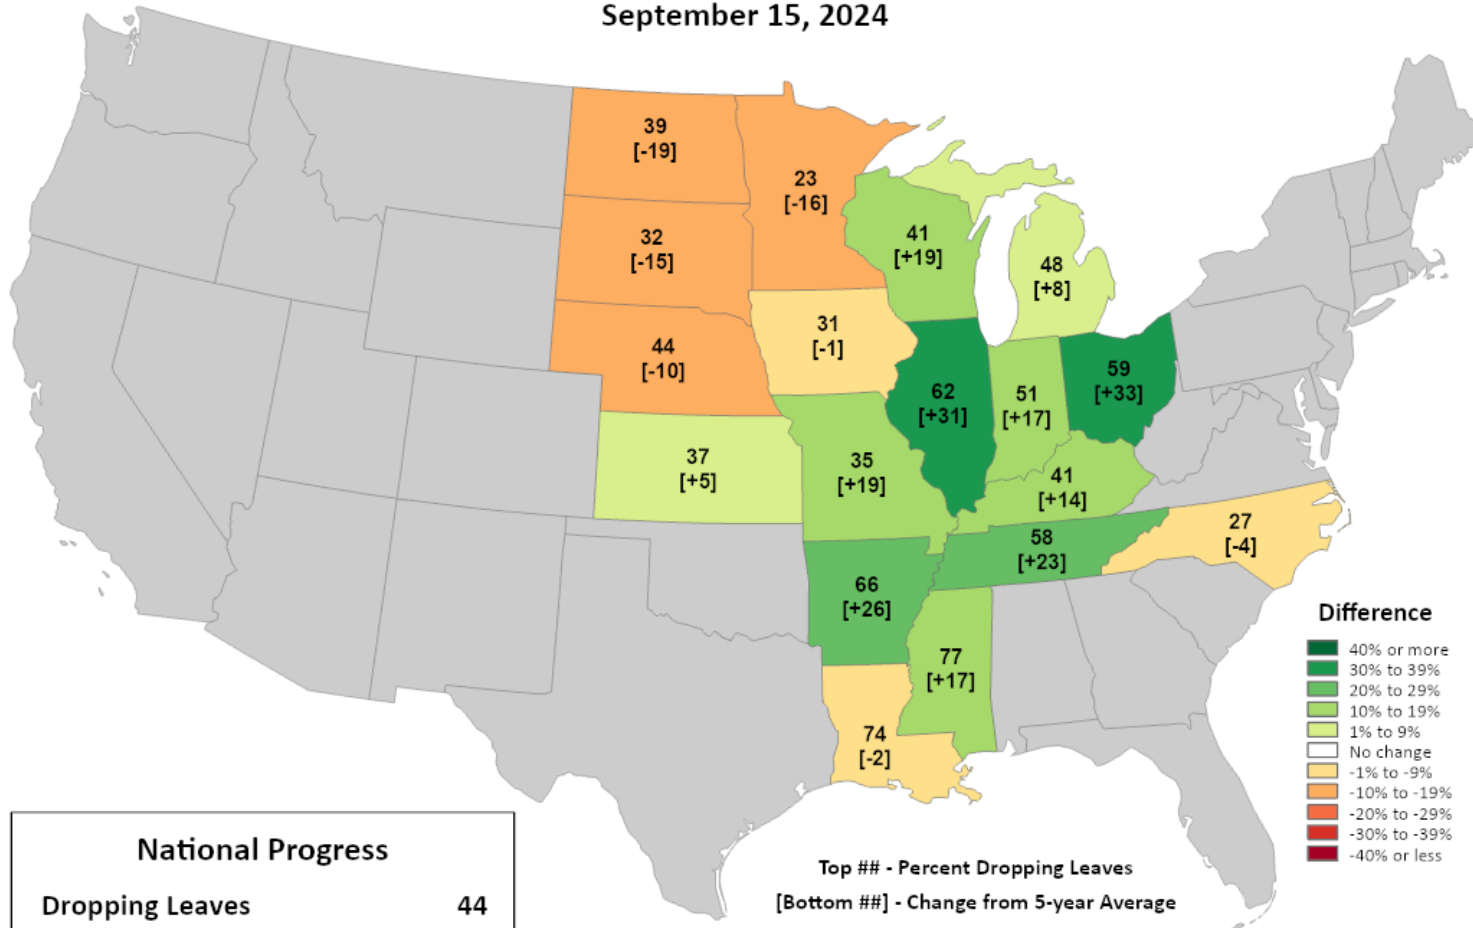 September 15, 2024
39
[-19]
23
[-16]
32
[-15]
41
[+19]
48
[+8]
31
[-1]
44
[-10]
62
[+31]
51
[+17]
59
[+33]
37
[+5]
35
[+19]
41
[+14]
58
[+23]
27
[-4]
66
[+26]
77
[+17]
74
[-2]
Difference
40% or more
30% to 39%
20% to 29%
10% to 19%
1% to 9%
No change
-1% to -9%
-10% to -19%
-20% to -29%
-30% to -39%
-40% or less
National Progress
Dropping Leaves 44
Top ## - Percent Dropping Leaves
[Bottom ##] - Change from 5-year Average